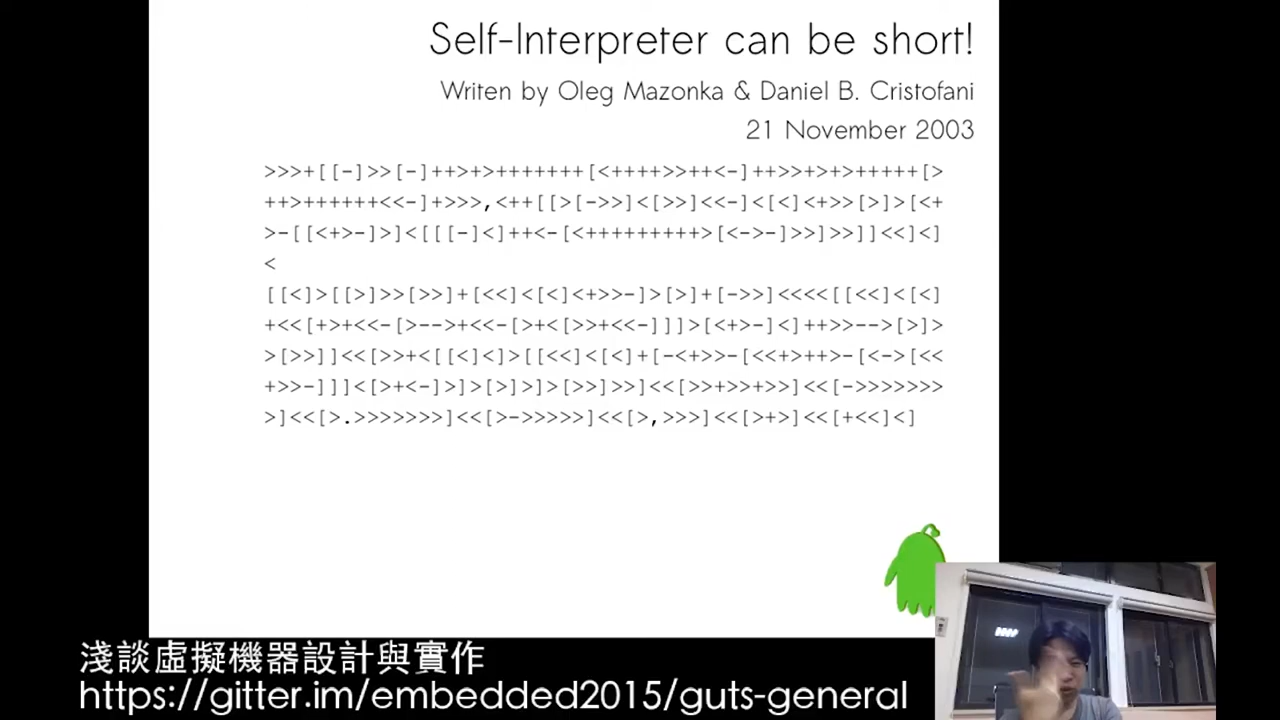 Self-Interpreter can be short!
Writen by Oleg Mazonka & Daniel B. Cristofani
21 November 2003
>>>+[[-]>>[-]++>+>+++++++[<++++>>++<-]++>>+>+>+++++[>
++>++++++<<-]+>>>,<++[[>[->>]<[>>]<<-]<[<]<+>>[>]>[<+
>-[[<+>-]>]<[[[-]<]++<-[<+++++++++>[<->-]>>]>>]]<<]<]
<
[[<]>[[>]>>[>>]+[<<]<[<]<+>>-]>[>]+[->>]<<<<[[<<]<[<]
+<<[+>+<<-[>-->+<<-[>+<[>>+<<-]]]>[<+>-]<]++>>-->[>]>
>[>>]]<<[>>+<[[<]<]>[[<<]<[<]+[-<+>>-[<<+>++>-[<->[<<
+>>-]]]<[>+<-]>]>[>]>]>[>>]>>]<<[>>+>>+>>]<<[->>>>>>>
>]<<[>.>>>>>>>]<<[>->>>>>]<<[>,>>>]<<[>+>]<<[+<<]<]
淺談虛擬機器設計與實作
https://gitter.im/embedded2015/guts-general